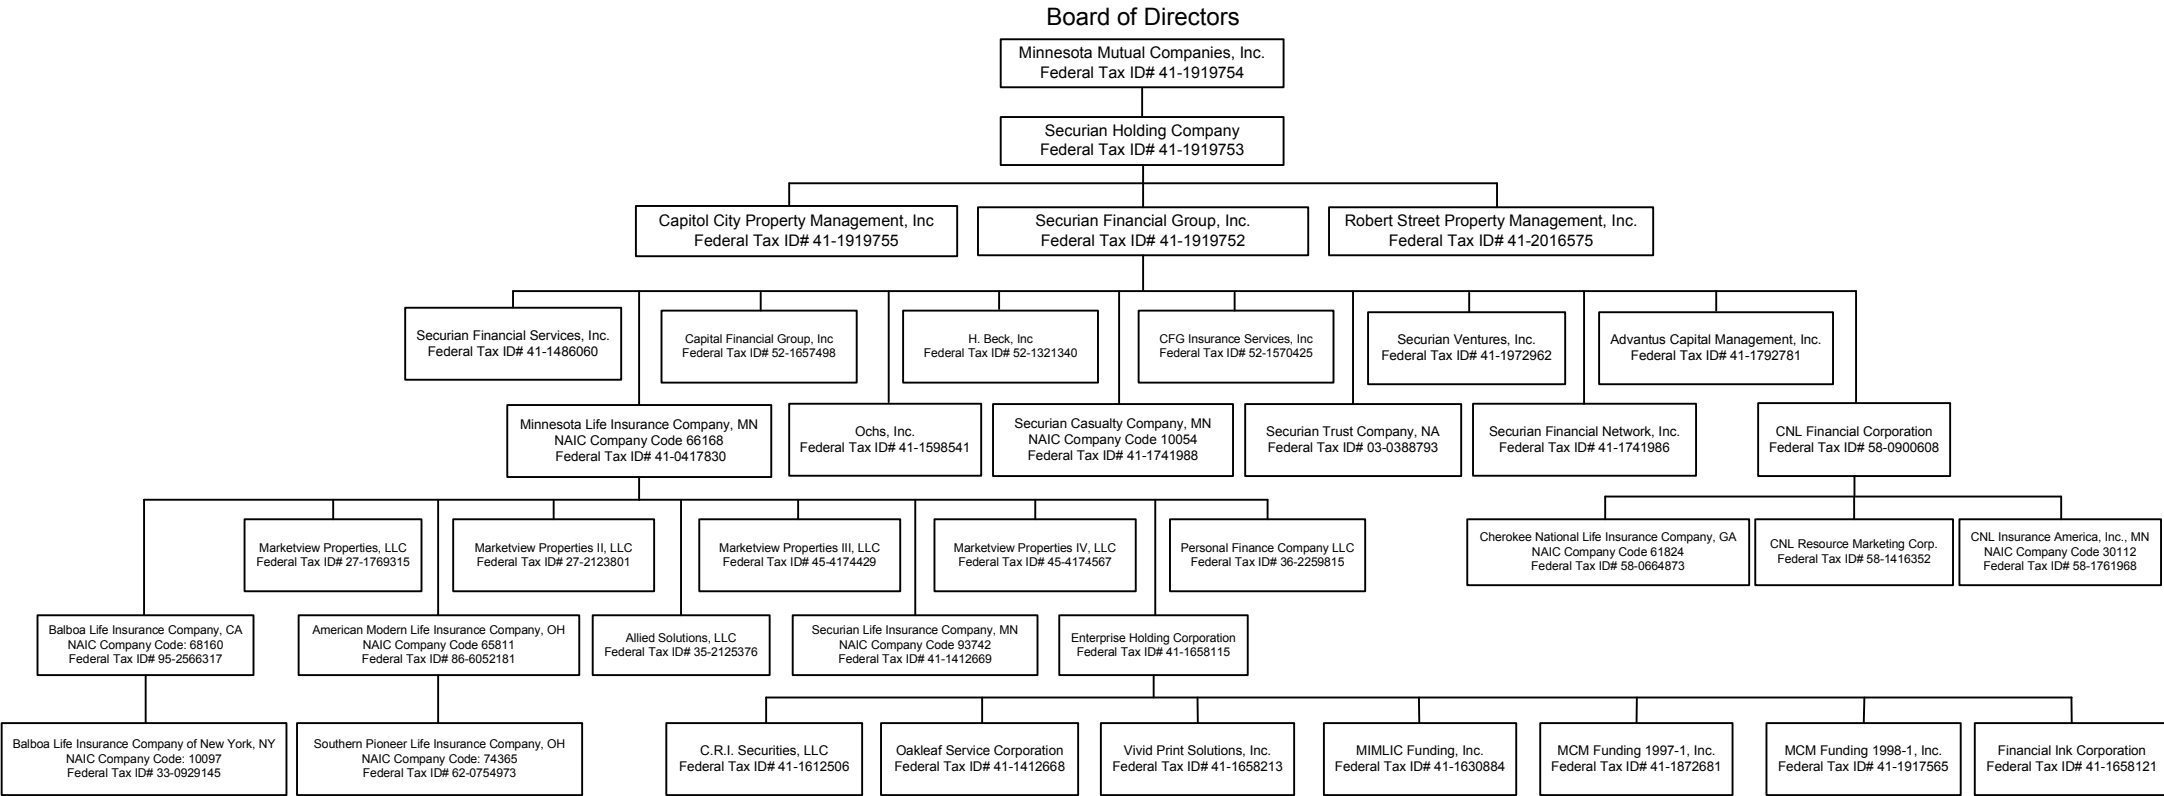 Board of Directors
Minnesota Mutual Companies, Inc.
Federal Tax ID# 41-1919754
Securian Holding Company
Federal Tax ID# 41-1919753
Capitol City Property Management, Inc
Federal Tax ID# 41-1919755
Securian Financial Group, Inc.
Federal Tax ID# 41-1919752
Robert Street Property Management, Inc.
Federal Tax ID# 41-2016575
Securian Financial Services, Inc.
Federal Tax ID# 41-1486060
Capital Financial Group, Inc
Federal Tax ID# 52-1657498
H. Beck, Inc
Federal Tax ID# 52-1321340
CFG Insurance Services, Inc
Federal Tax ID# 52-1570425
Securian Ventures, Inc.
Federal Tax ID# 41-1972962
Advantus Capital Management, Inc.
Federal Tax ID# 41-1792781
Minnesota Life Insurance Company, MN
NAIC Company Code 66168
Federal Tax ID# 41-0417830
Ochs, Inc.
Federal Tax ID# 41-1598541
Securian Casualty Company, MN
NAIC Company Code 10054
Federal Tax ID# 41-1741988
Securian Trust Company, NA
Federal Tax ID# 03-0388793
Securian Financial Network, Inc.
Federal Tax ID# 41-1741986
CNL Financial Corporation
Federal Tax ID# 58-0900608
Marketview Properties, LLC
Federal Tax ID# 27-1769315
Marketview Properties II, LLC
Federal Tax ID# 27-2123801
Marketview Properties III, LLC
Federal Tax ID# 45-4174429
Marketview Properties IV, LLC
Federal Tax ID# 45-4174567
Personal Finance Company LLC
Federal Tax ID# 36-2259815
Cherokee National Life Insurance Company, GA
NAIC Company Code 61824
Federal Tax ID# 58-0664873
CNL Resource Marketing Corp.
Federal Tax ID# 58-1416352
CNL Insurance America, Inc., MN
NAIC Company Code 30112
Federal Tax ID# 58-1761968
Balboa Life Insurance Company, CA
NAIC Company Code: 68160
Federal Tax ID# 95-2566317
American Modern Life Insurance Company, OH
NAIC Company Code 65811
Federal Tax ID# 86-6052181
Allied Solutions, LLC
Federal Tax ID# 35-2125376
Securian Life Insurance Company, MN
NAIC Company Code 93742
Federal Tax ID# 41-1412669
Enterprise Holding Corporation
Federal Tax ID# 41-1658115
Balboa Life Insurance Company of New York, NY
NAIC Company Code: 10097
Federal Tax ID# 33-0929145
Southern Pioneer Life Insurance Company, OH
NAIC Company Code: 74365
Federal Tax ID# 62-0754973
C.R.I. Securities, LLC
Federal Tax ID# 41-1612506
Oakleaf Service Corporation
Federal Tax ID# 41-1412668
Vivid Print Solutions, Inc.
Federal Tax ID# 41-1658213
MIMLIC Funding, Inc.
Federal Tax ID# 41-1630884
MCM Funding 1997-1, Inc.
Federal Tax ID# 41-1872681
MCM Funding 1998-1, Inc.
Federal Tax ID# 41-1917565
Financial Ink Corporation
Federal Tax ID# 41-1658121